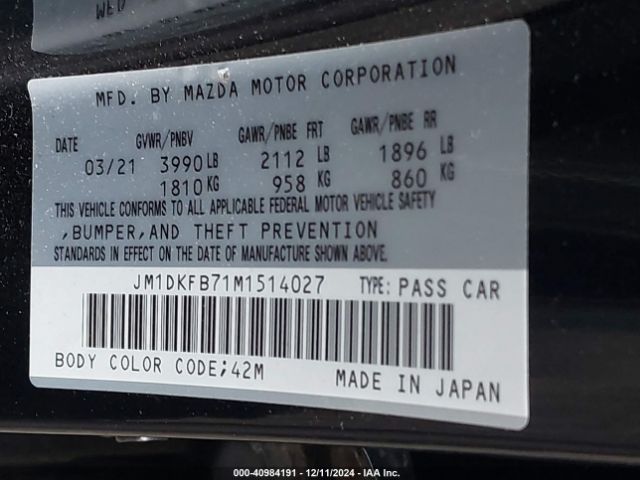 MFD. BY MAZDA MOTOR CORPORATION
DATE GVWR/PNBV GAWR/PNBE FRT GAWR/PNBE RR
03/21 3990 LB 2112 LB 1896 LB
1810 KG 958 KG 860 KG
THIS VEHICLE CONFORMS TO ALL APPLICABLE FEDERAL MOTOR VEHICLE SAFETY
,BUMPER,AND THEFT PREVENTION
STANDARDS IN EFFECT ON THE DATE OF MANUFACTURE SHOWN ABOVE.
JM1DKFB71M1514027 TYPE: PASS CAR
BODY COLOR CODE;42M
MADE IN JAPAN
000-40984191 - 12/11/2024 - IAA Inc.